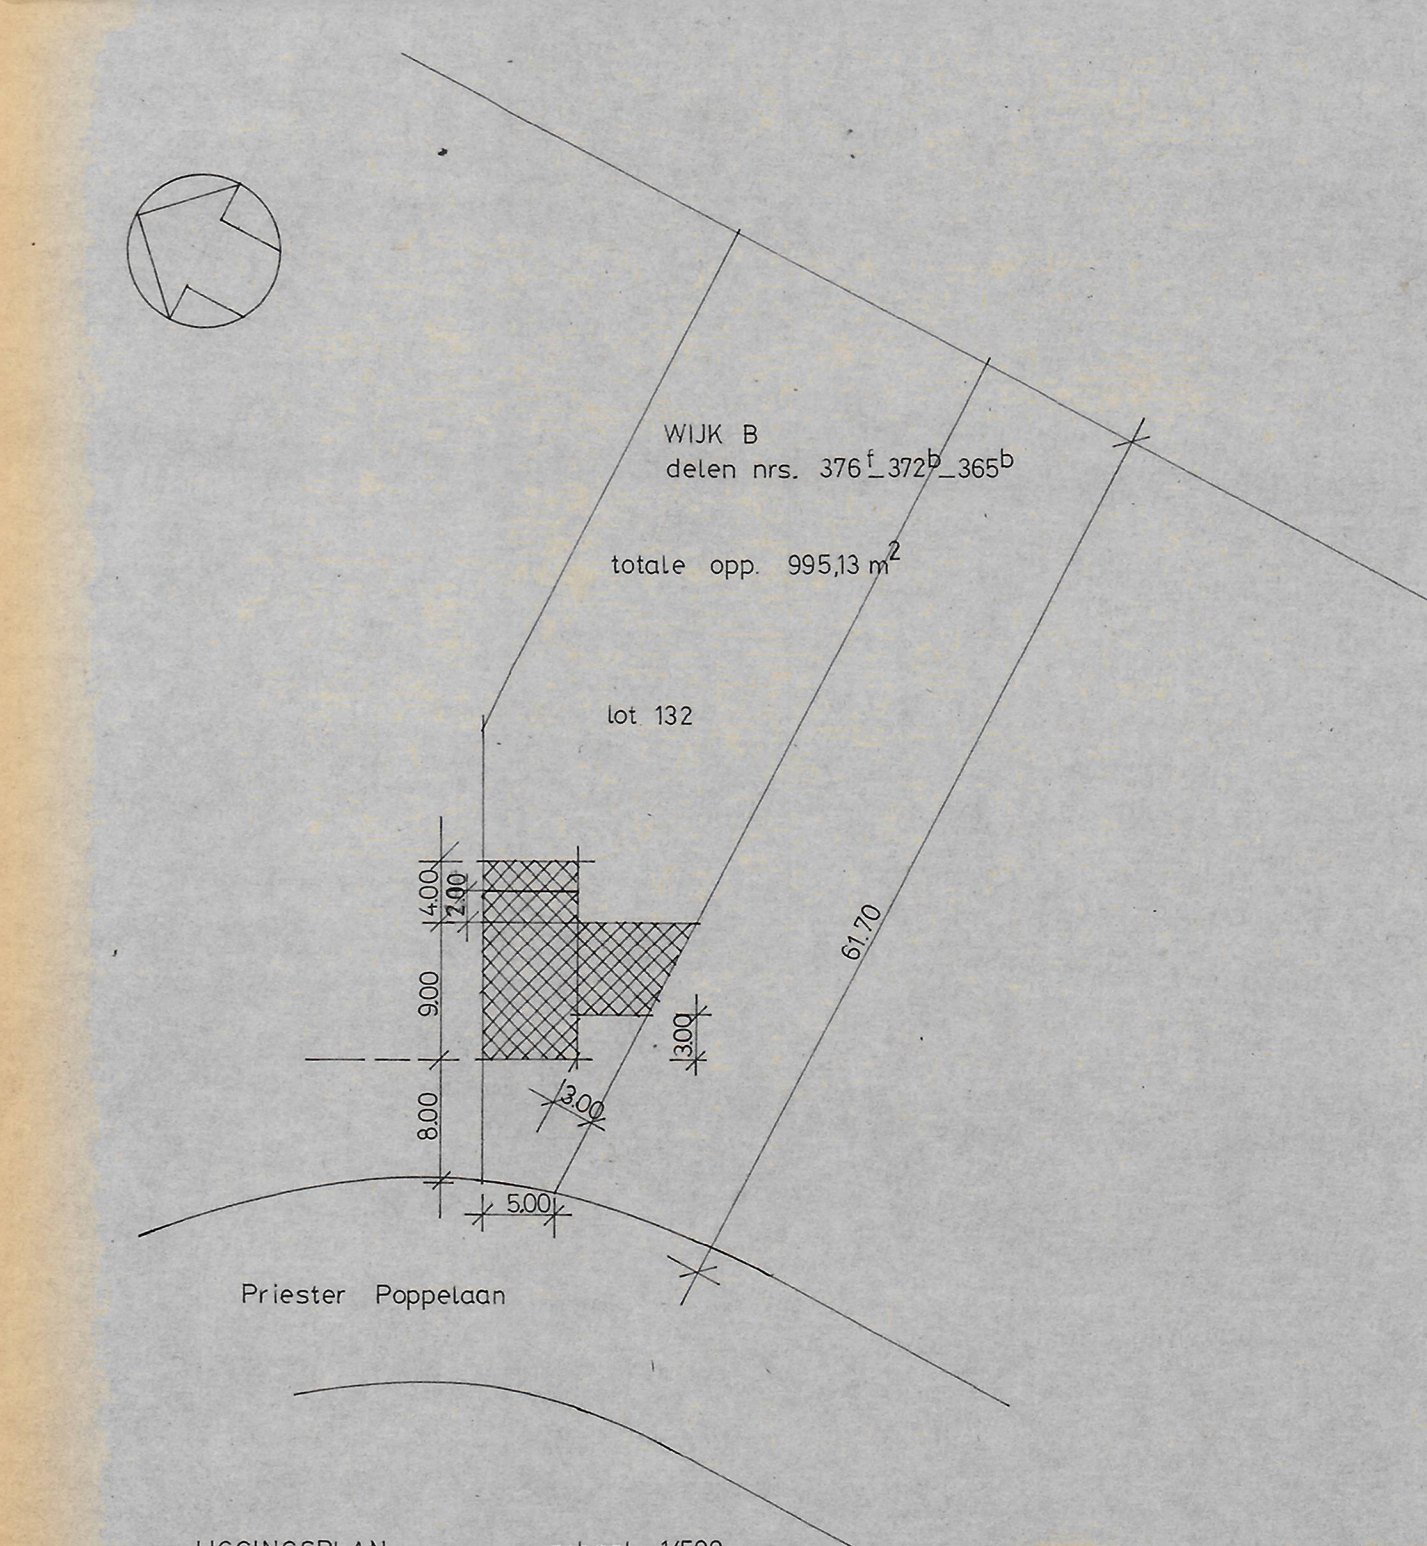 WIJK B
delen nrs. 376f_372b_365b
totale opp. 995,13 m2
lot 132
4.00
2.00
9.00
61.70
3.00
8.00
3.00
5.00
Priester Poppelaan